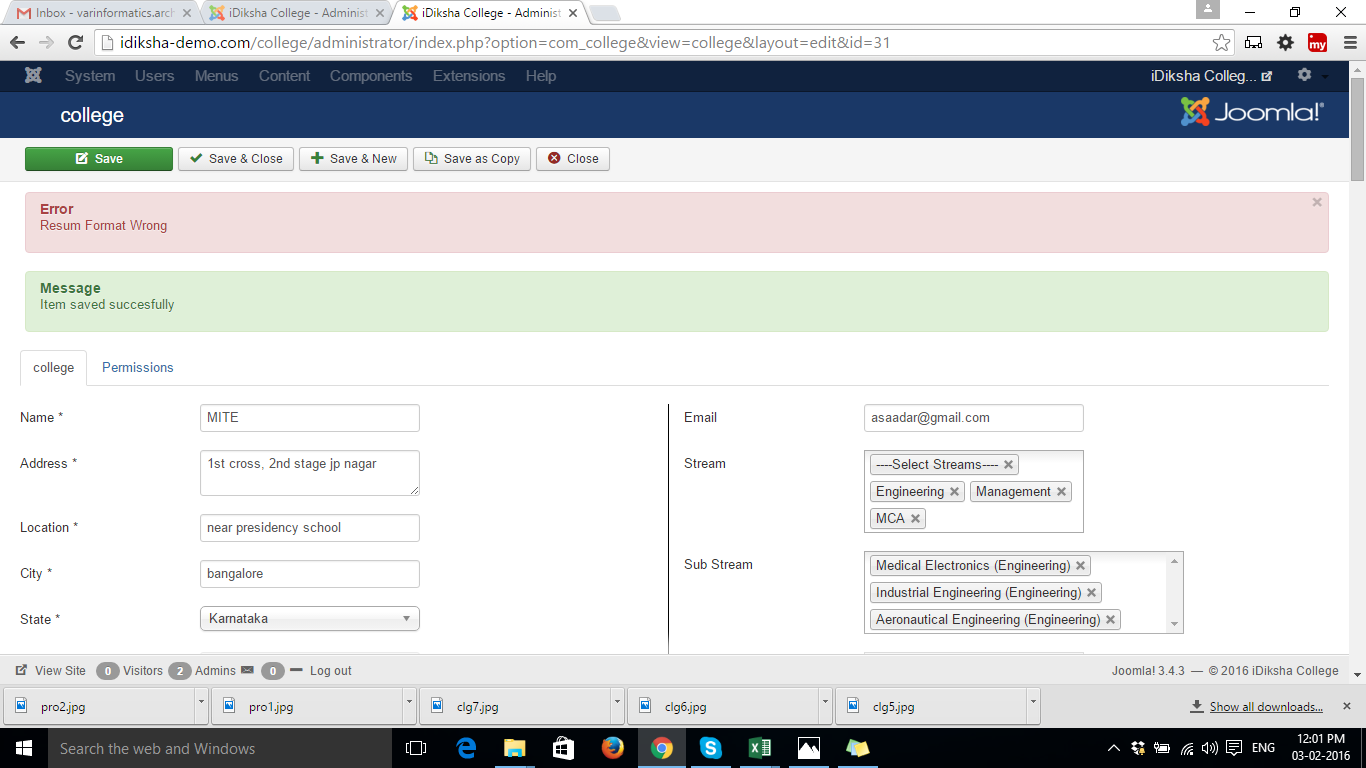 Inbox - varinformatics.arch
iDiksha College - Administ
iDiksha College - Administ
idiksha-demo.com/college/administrator/index.php?option=com_college&view=college&layout=edit&id=31
my
System Users Menus Content Components Extensions Help
iDiksha Colleg...
college
Joomla!®
Save
Save & Close
Save & New
Save as Copy
Close
Error
Resum Format Wrong
×
Message
Item saved succesfully
college
Permissions
Name *
MITE
Address *
1st cross, 2nd stage jp nagar
Location *
near presidency school
City *
bangalore
State *
Karnataka
Email
asaadar@gmail.com
Stream
----Select Streams----
Engineering
Management
MCA
Sub Stream
Medical Electronics (Engineering)
Industrial Engineering (Engineering)
Aeronautical Engineering (Engineering)
View Site 0 Visitors 2 Admins 0 Log out
Joomla! 3.4.3 — © 2016 iDiksha College
pro2.jpg
pro1.jpg
clg7.jpg
clg6.jpg
clg5.jpg
Show all downloads...
Search the web and Windows
ENG
12:01 PM
03-02-2016